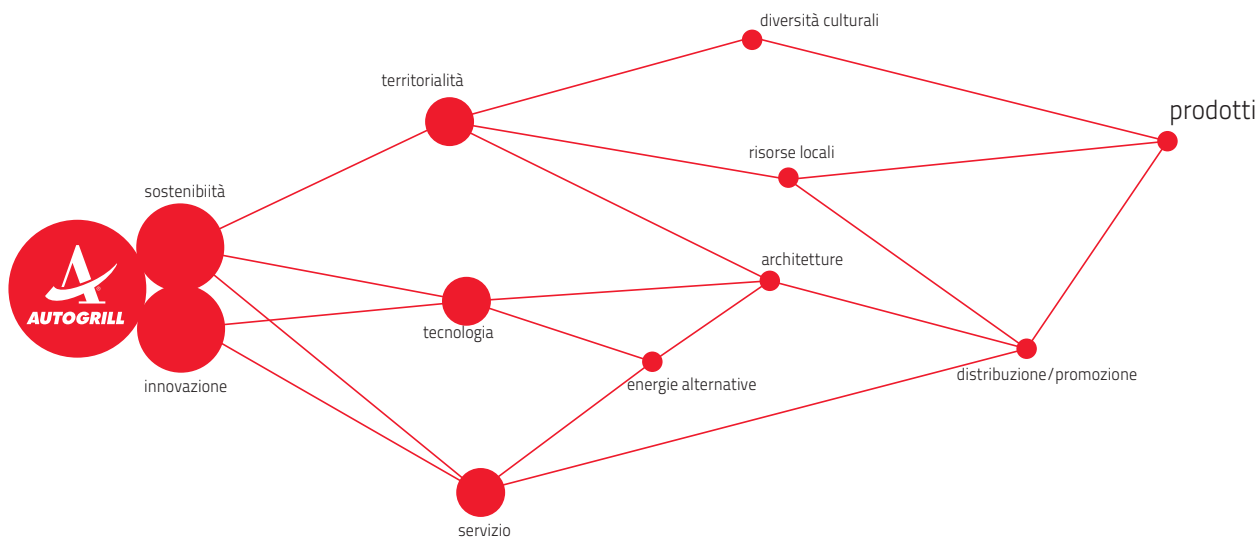 diversità culturali
territorialità
prodotti
risorse locali
sostenibiità
architetture
AUTOGRILL
tecnologia
distribuzione/promozione
energie alternative
innovazione
servizio